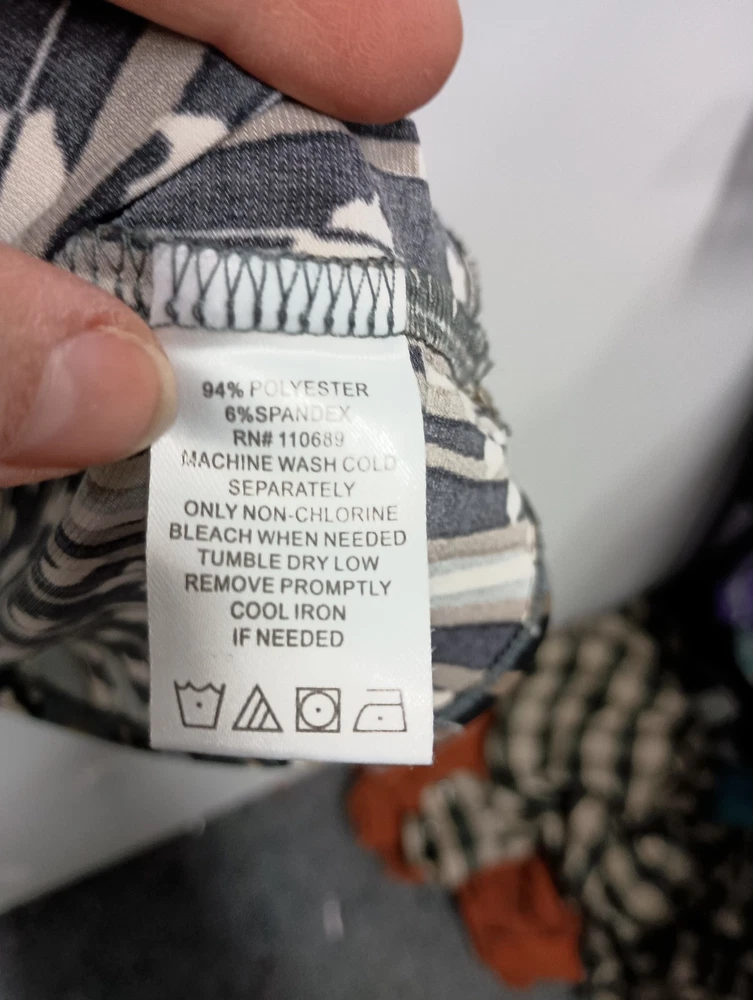 94% POLYESTER
6%SPANDEX
RN# 110689
MACHINE WASH COLD
SEPARATELY
ONLY NON-CHLORINE
BLEACH WHEN NEEDED
TUMBLE DRY LOW
REMOVE PROMPTLY
COOL IRON
IF NEEDED